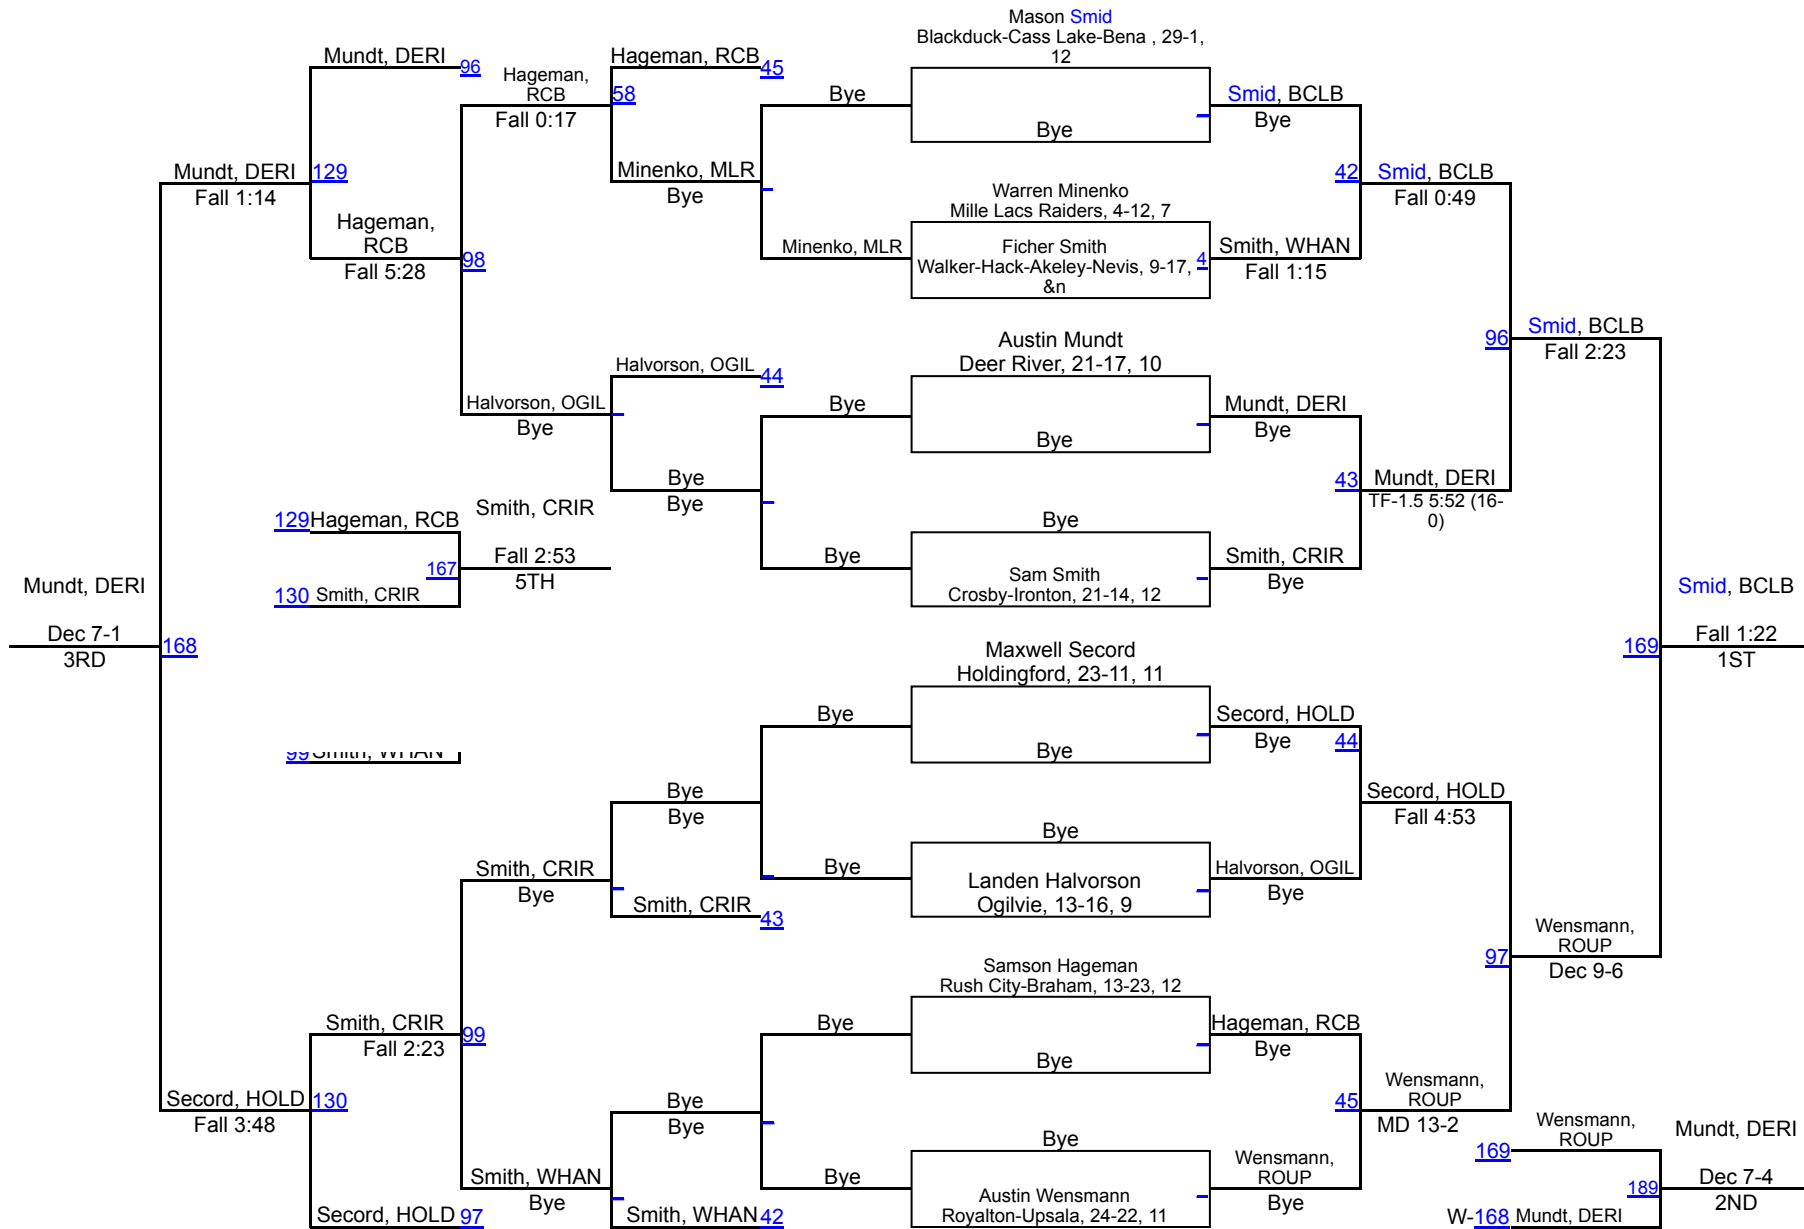 Mason Smid
Blackduck-Cass Lake-Bena , 29-1,
12
Mundt, DERI
96
Hageman,
RCB
Fall 0:17
Hageman, RCB
45
58
Bye
Bye
Smid, BCLB
Bye
Mundt, DERI
Fall 1:14
129
Minenko, MLR
Bye
42
Smid, BCLB
Fall 0:49
Warren Minenko
Mille Lacs Raiders, 4-12, 7
Hageman,
RCB
Fall 5:28
98
Minenko, MLR
Ficher Smith
Walker-Hack-Akeley-Nevis, 9-17,
&n
4
Smith, WHAN
Fall 1:15
Austin Mundt
Deer River, 21-17, 10
96
Smid, BCLB
Fall 2:23
Halvorson, OGIL
44
Halvorson, OGIL
Bye
Bye
Bye
Mundt, DERI
Bye
Bye
Bye
43
Mundt, DERI
TF-1.5 5:52 (16-
0)
129
Hageman, RCB
Smith, CRIR
Fall 2:53
5TH
167
130
Smith, CRIR
Bye
Bye
Sam Smith
Crosby-Ironton, 21-14, 12
Smith, CRIR
Bye
Mundt, DERI
Dec 7-1
3RD
168
Smid, BCLB
Fall 1:22
1ST
169
Maxwell Secord
Holdingford, 23-11, 11
Bye
Bye
Secord, HOLD
Bye
44
99
Smith, WHAN
Bye
Bye
Secord, HOLD
Fall 4:53
Bye
Smith, CRIR
Bye
Bye
Landen Halvorson
Ogilvie, 13-16, 9
Halvorson, OGIL
Bye
Smith, CRIR
43
Wensmann,
ROUP
Dec 9-6
97
Samson Hageman
Rush City-Braham, 13-23, 12
Smith, CRIR
Fall 2:23
99
Bye
Bye
Hageman, RCB
Bye
Secord, HOLD
Fall 3:48
130
Bye
Bye
45
Wensmann,
ROUP
MD 13-2
Bye
Smith, WHAN
Bye
Bye
Austin Wensmann
Royalton-Upsala, 24-22, 11
Wensmann,
ROUP
Bye
Wensmann,
ROUP
169
Mundt, DERI
Dec 7-4
2ND
189
Secord, HOLD
97
Smith, WHAN
42
W-168
Mundt, DERI